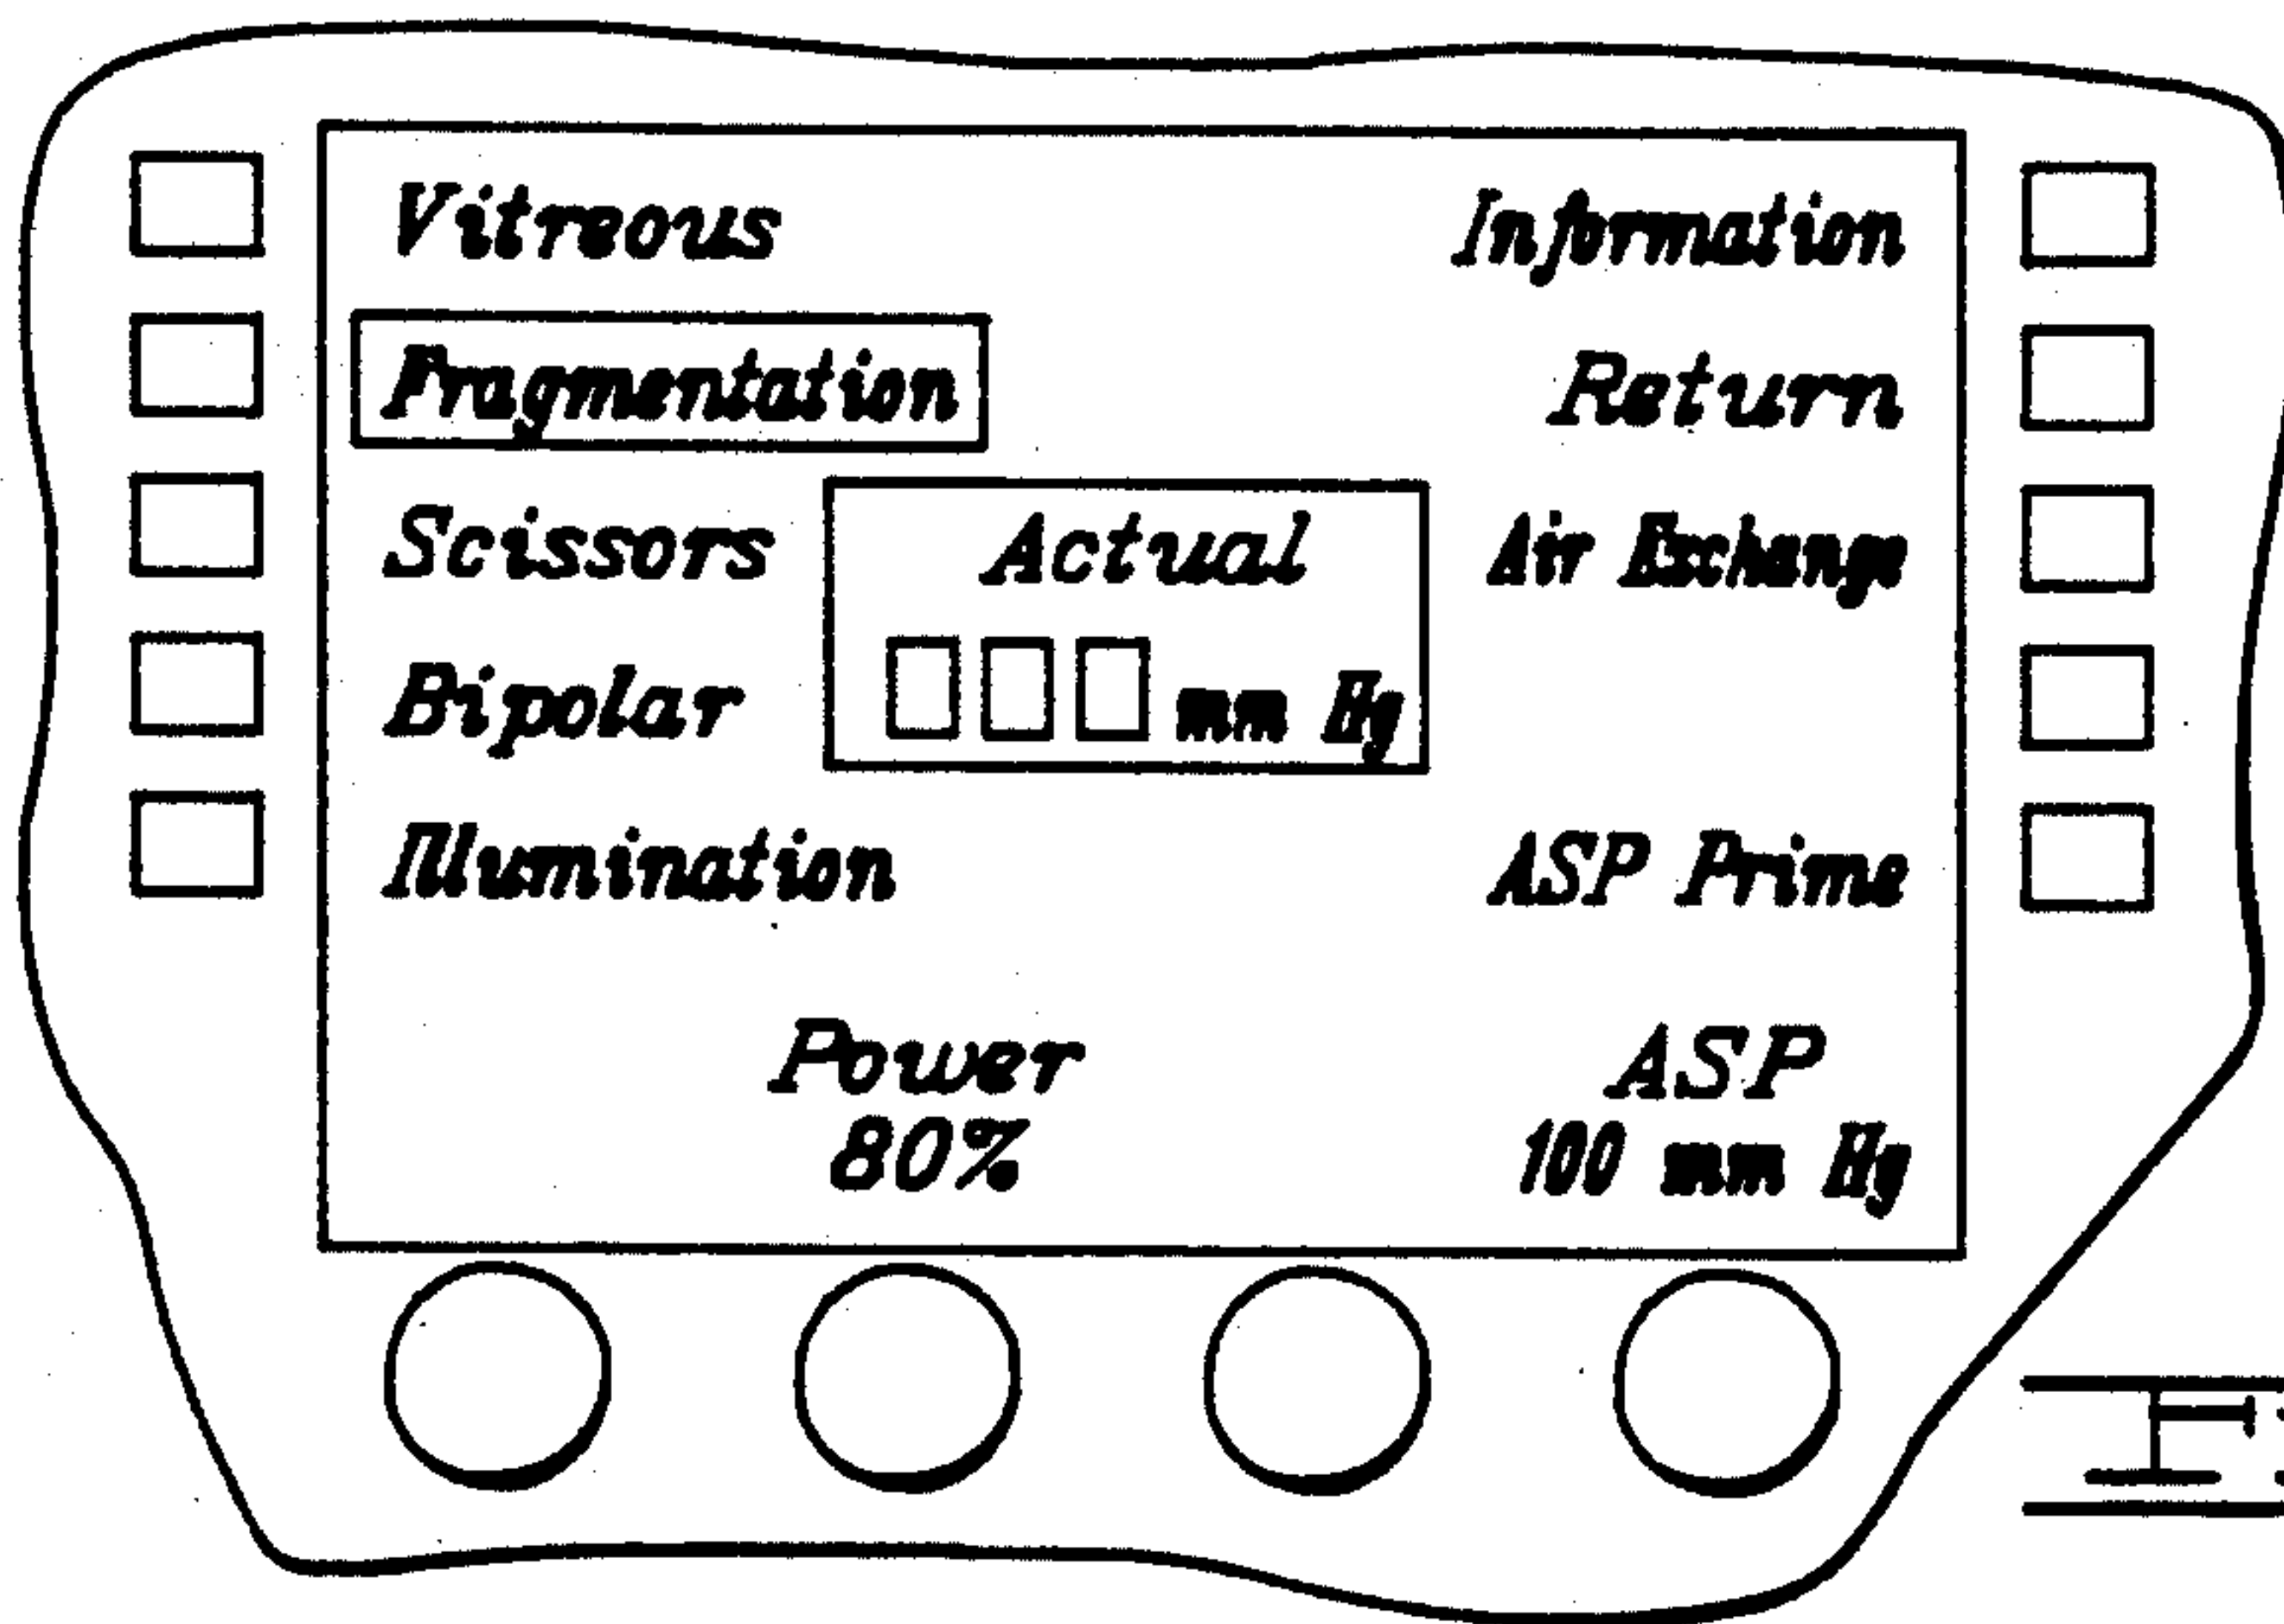 Vitreous
Information
Fragmentation
Return
Scissors
Actual
Air Exchange
Bipolar
mm Hg
Illumination
ASP Prime
Power
ASP
80%
100 mm Hg